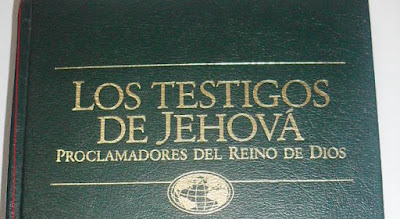 LOS TESTIGOS
DE JEHOVÁ
PROCLAMADORES DEL REINO DE DIOS